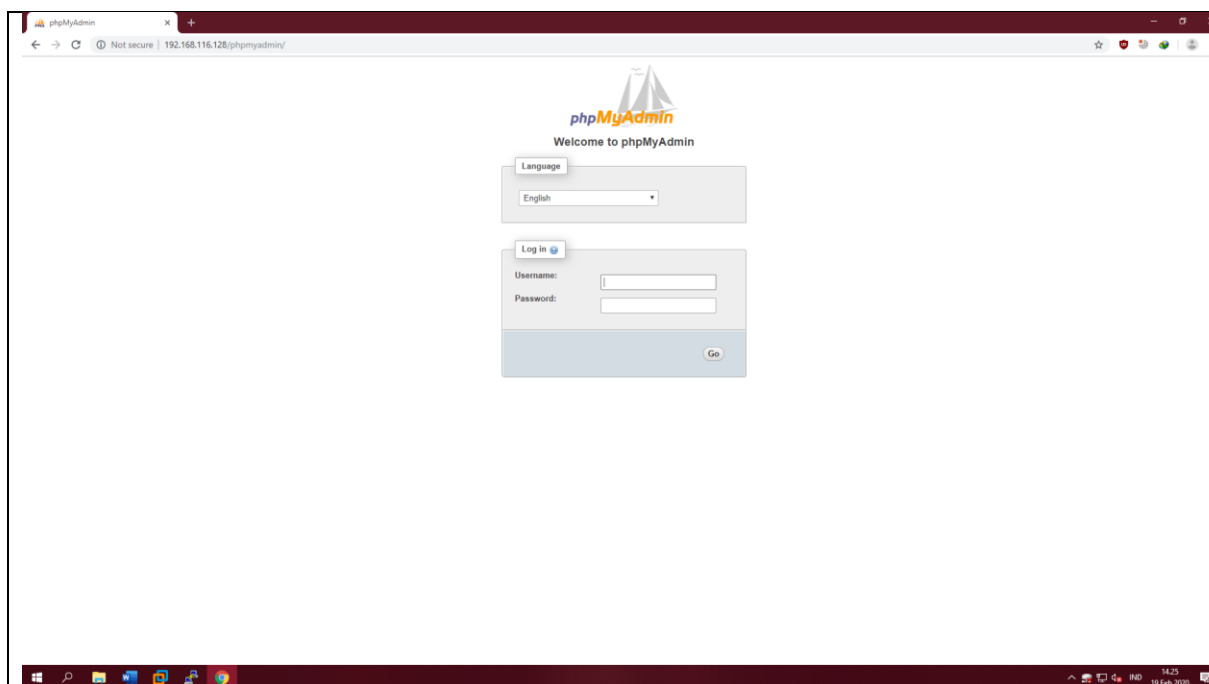 phpMyAdmin
Not secure | 192.168.116.128/phpmyadmin/
phpMyAdmin
Welcome to phpMyAdmin
Language
English
Log in
Username:
Password:
Go
IND
14.25
19 Feb 2020